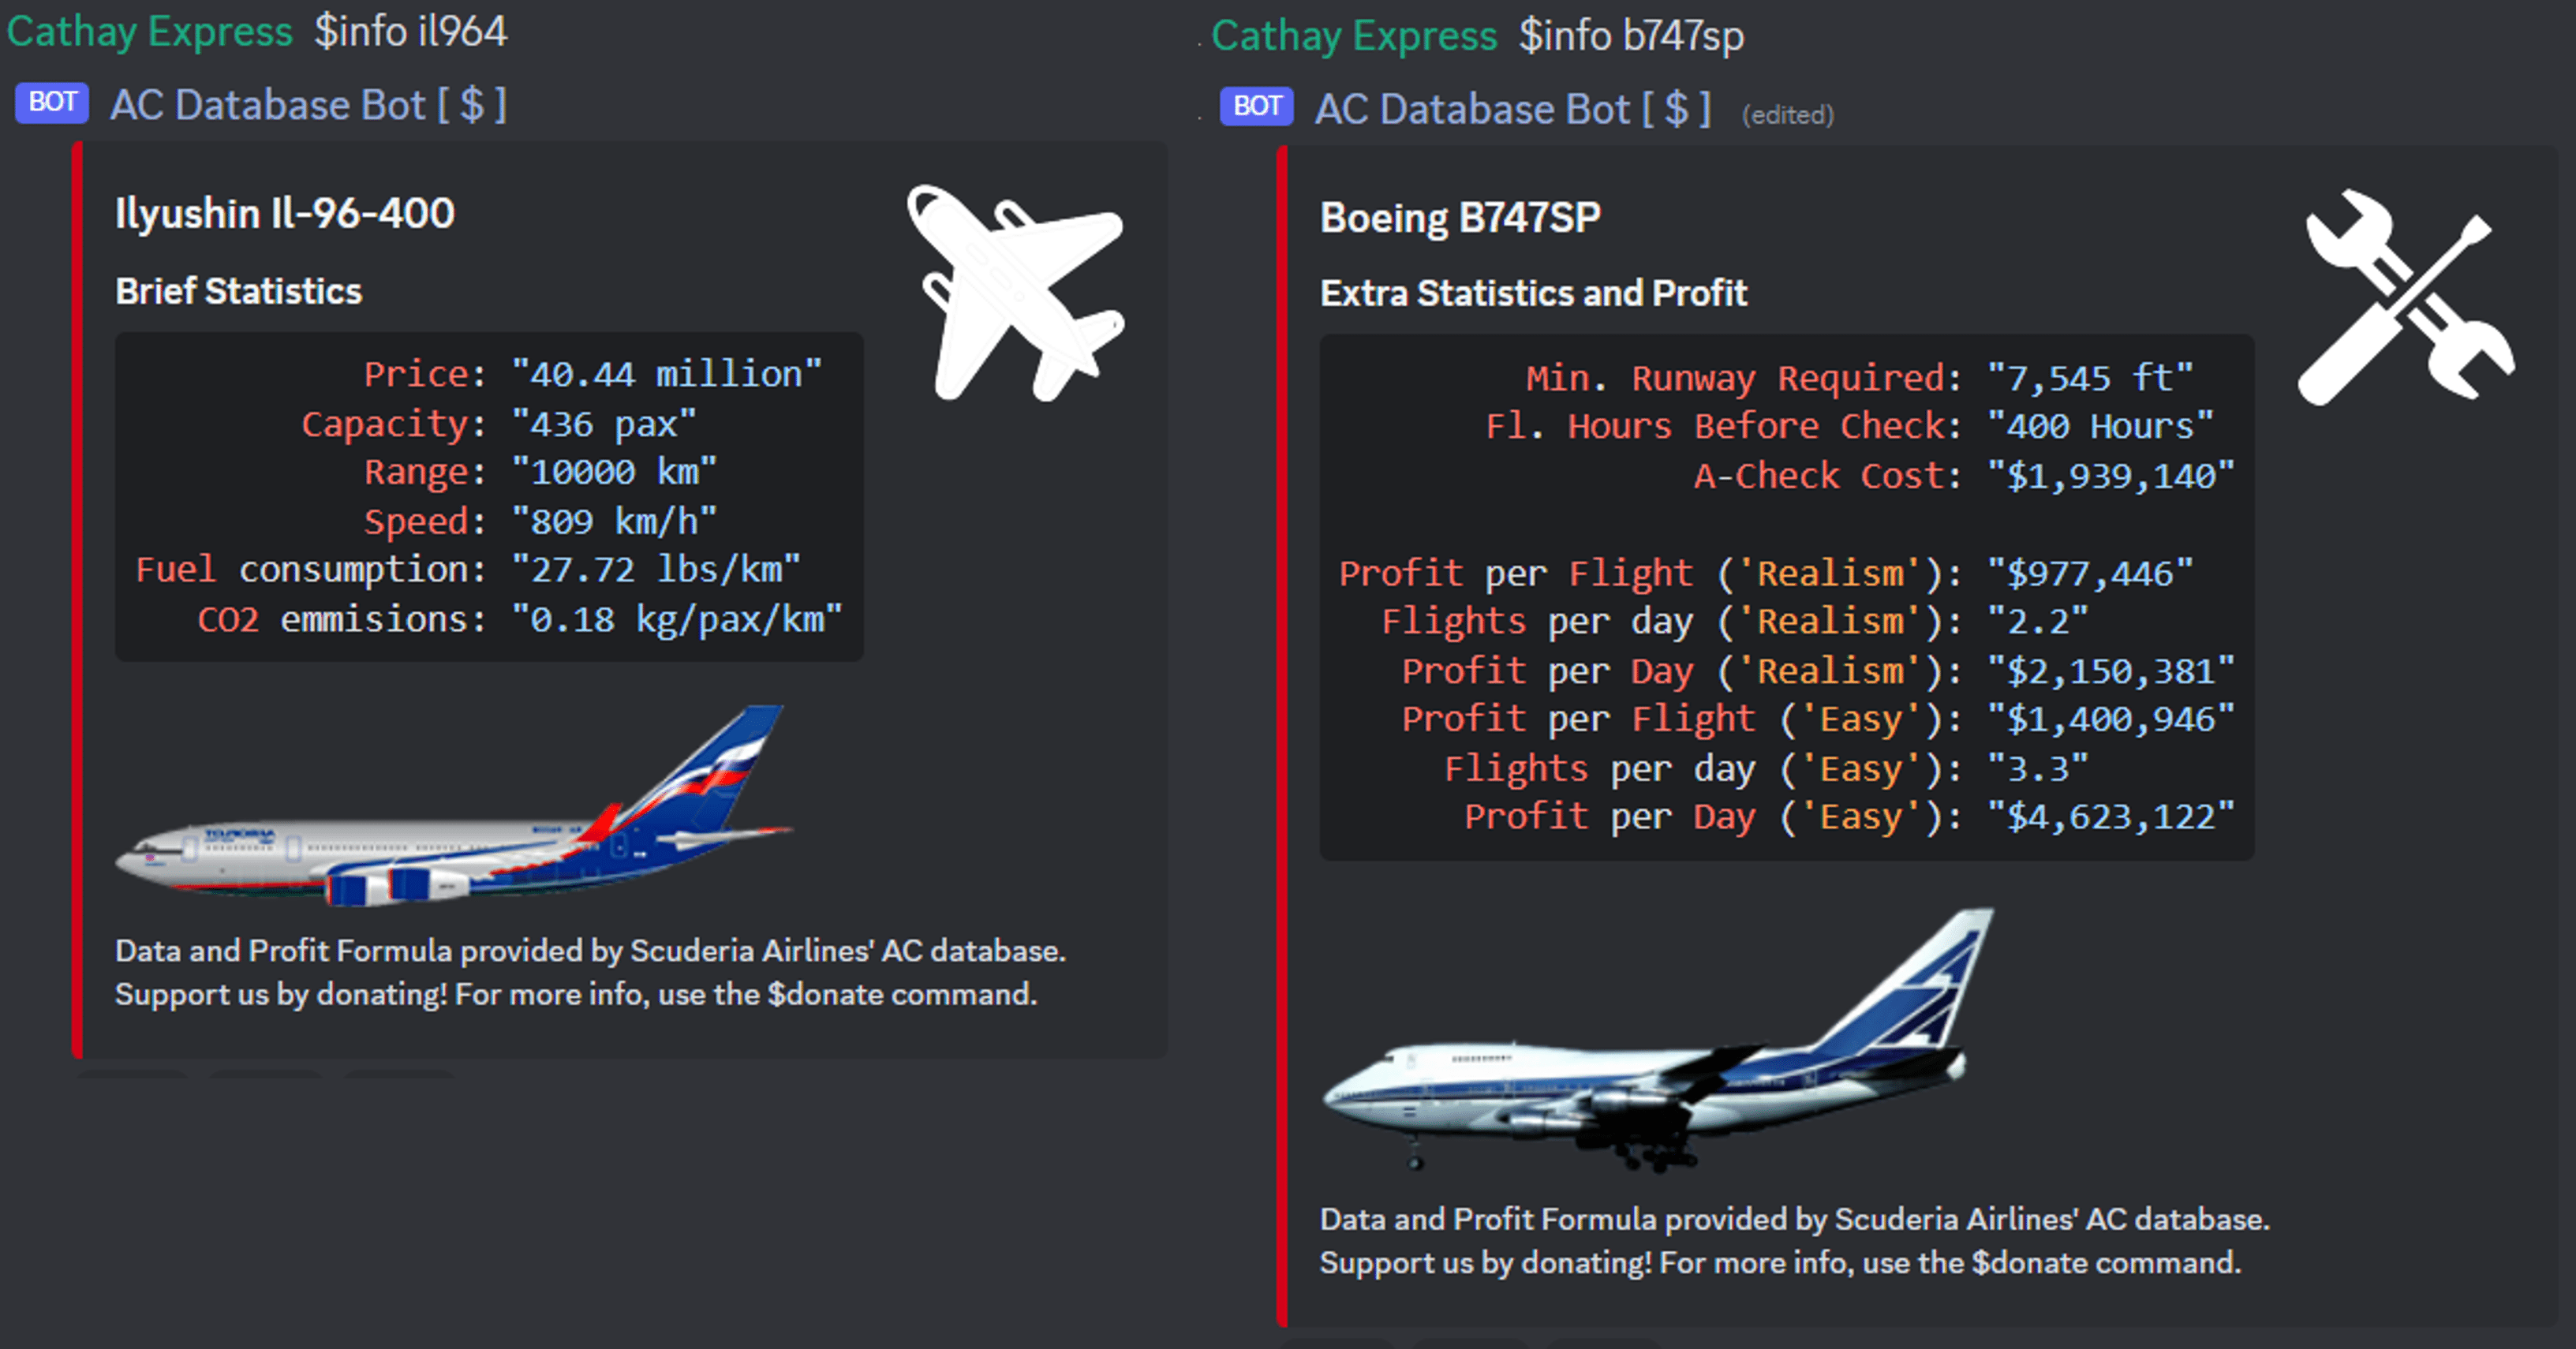 Cathay Express $info il964
BOT AC Database Bot [ $ ]
Ilyushin Il-96-400
Brief Statistics
Price: "40.44 million"
Capacity: "436 pax"
Range: "10000 km"
Speed: "809 km/h"
Fuel consumption: "27.72 lbs/km"
CO2 emmisions: "0.18 kg/pax/km"
Data and Profit Formula provided by Scuderia Airlines' AC database.
Support us by donating! For more info, use the $donate command.
Cathay Express $info b747sp
BOT AC Database Bot [ $ ] (edited)
Boeing B747SP
Extra Statistics and Profit
Min. Runway Required: "7,545 ft"
Fl. Hours Before Check: "400 Hours"
A-Check Cost: "$1,939,140"
Profit per Flight ('Realism'): "$977,446"
Flights per day ('Realism'): "2.2"
Profit per Day ('Realism'): "$2,150,381"
Profit per Flight ('Easy'): "$1,400,946"
Flights per day ('Easy'): "3.3"
Profit per Day ('Easy'): "$4,623,122"
Data and Profit Formula provided by Scuderia Airlines' AC database.
Support us by donating! For more info, use the $donate command.